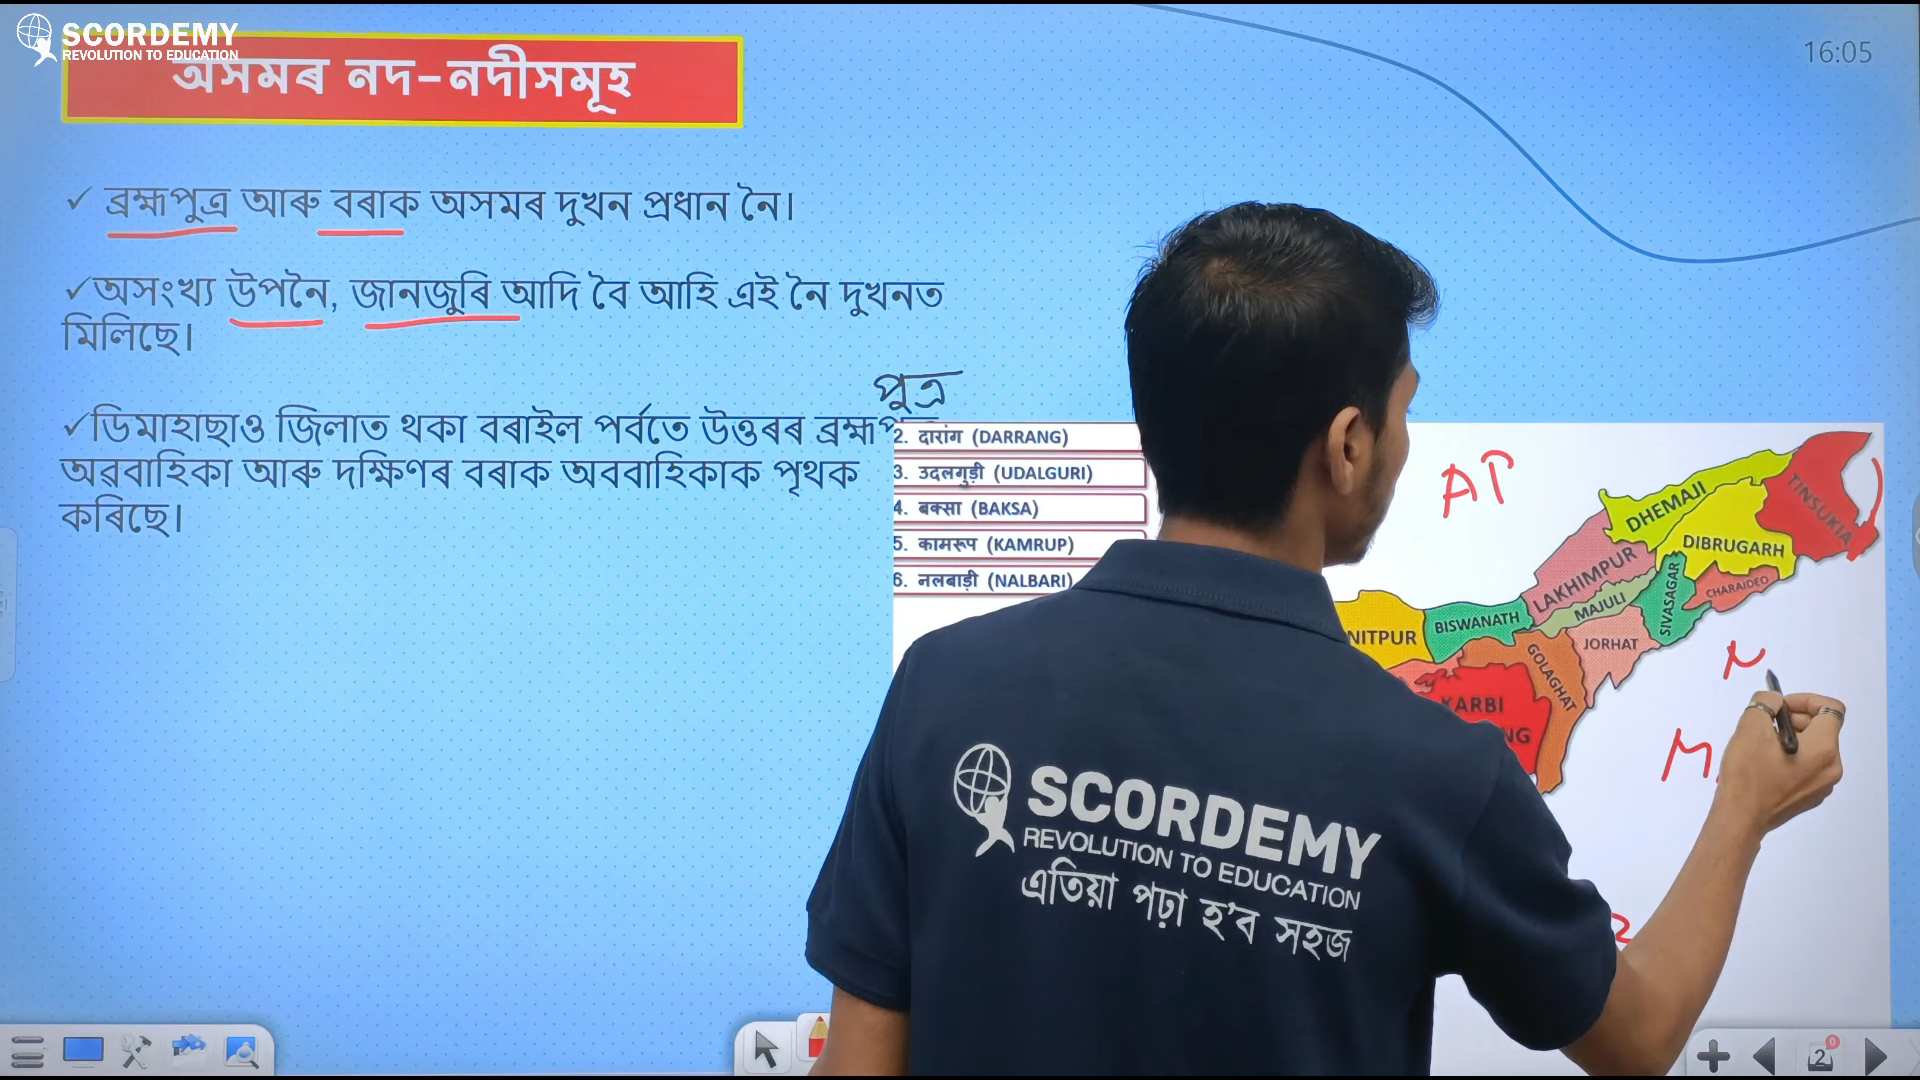 SCORDEMY
REVOLUTION TO EDUCATION
অসমৰ নদ-নদীসমূহ
16:05
✓ ব্ৰহ্মপুত্ৰ আৰু বৰাক অসমৰ দুখন প্ৰধান নৈ।
✓অসংখ্য উপনৈ, জানজুৰি আদি বৈ আহি এই নৈ দুখনত
মিলিছে।
পুত্ৰ
✓ডিমাহাছাও জিলাত থকা বৰাইল পৰ্বতে উত্তৰৰ
অৱবাহিকা আৰু দক্ষিণৰ বৰাক অববাহিকাক পৃথক
কৰিছে।
2. दारांग (DARRANG)
3. उदलगुड़ी (UDALGURI)
4. बक्सा (BAKSA)
5. कामरूप (KAMRUP)
6. नलबाड़ी (NALBARI)
AP
TINSUKIA
DHEMAJI
DIBRUGARH
LAKHIMPUR
CHARAIDEO
MAJULI
SIVASAGAR
NITPUR
BISWANATH
JORHAT
GOLAGHAT
KARBI
NG
N
M
SCORDEMY
REVOLUTION TO EDUCATION
এতিয়া পঢ়া হ'ব সহজ
2
0